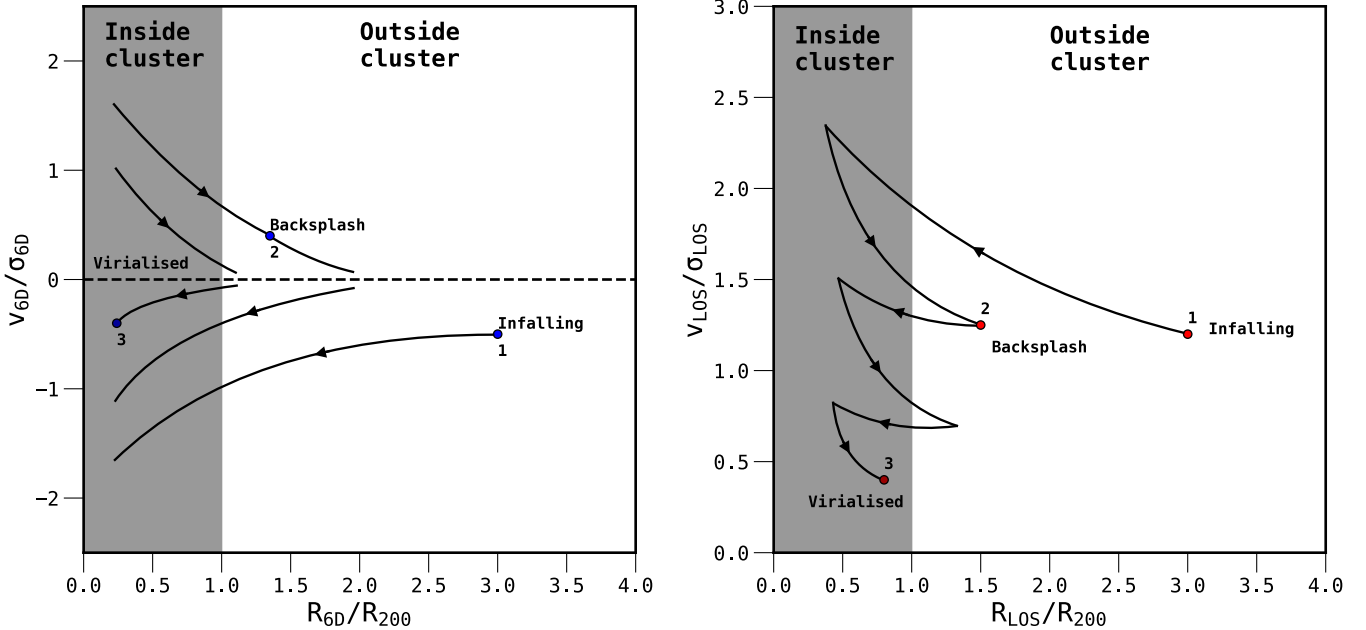 Inside
cluster
Outside
cluster
2
1
0
−1
−2
v6D/σ6D
Backsplash
2
Virialised
3
Infalling
1
0.0 0.5 1.0 1.5 2.0 2.5 3.0 3.5 4.0
R6D/R200
Inside
cluster
Outside
cluster
3.0
2.5
2.0
1.5
1.0
0.5
0.0
vLOS/σLOS
1
Infalling
2
Backsplash
3
Virialised
0.0 0.5 1.0 1.5 2.0 2.5 3.0 3.5 4.0
RLOS/R200